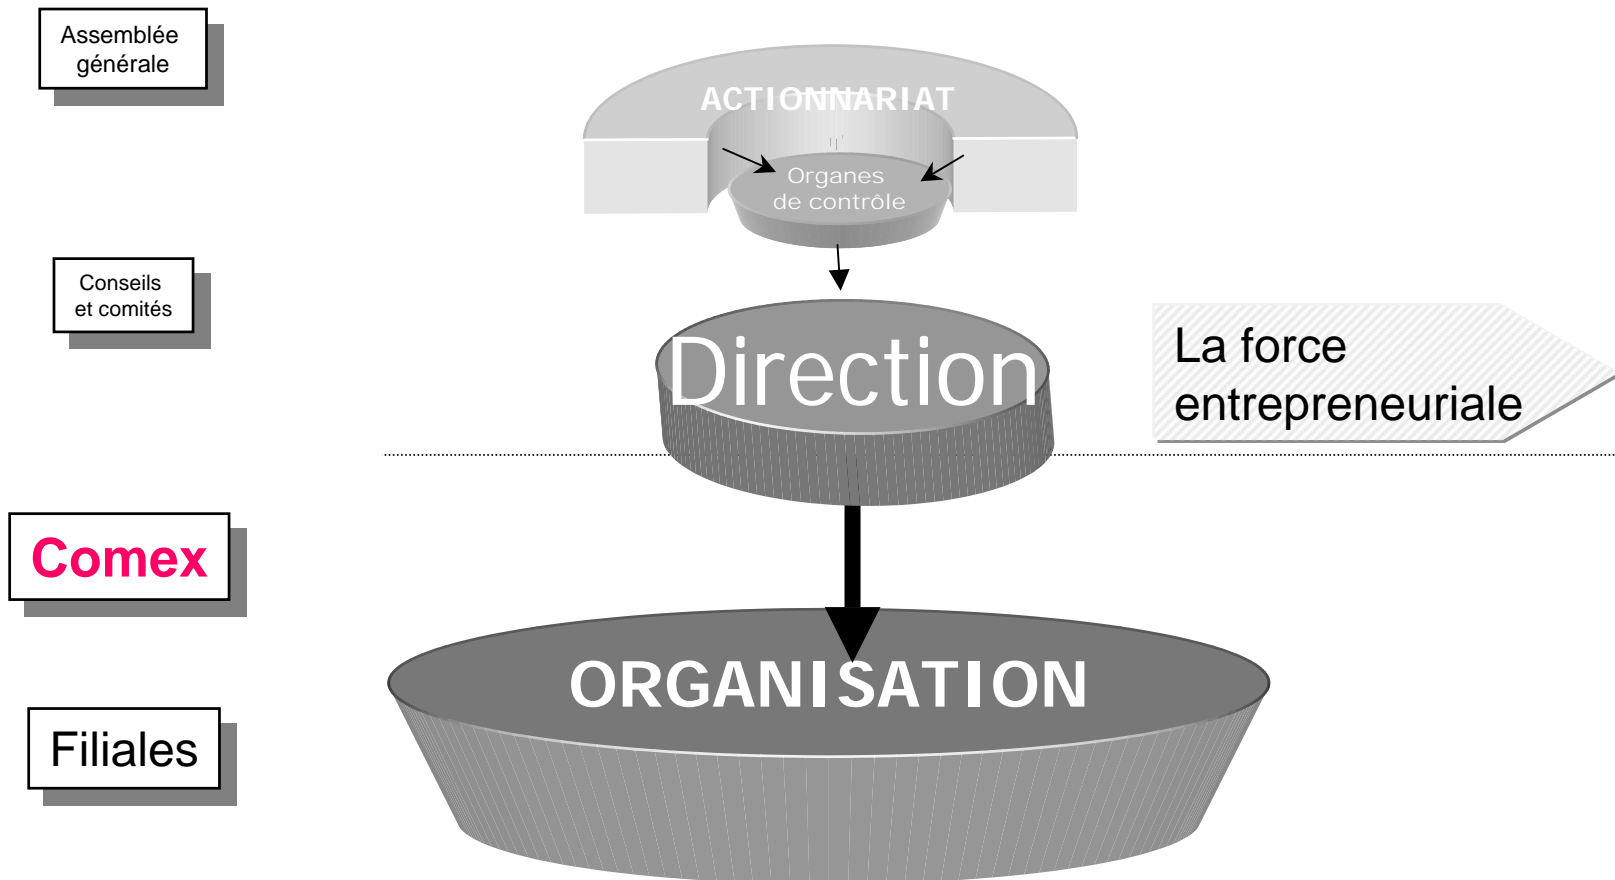 Assemblée
générale
ACTIONNARIAT
Organes
de contrôle
Conseils
et comités
Direction
La force
entrepreneuriale
Comex
ORGANISATION
Filiales